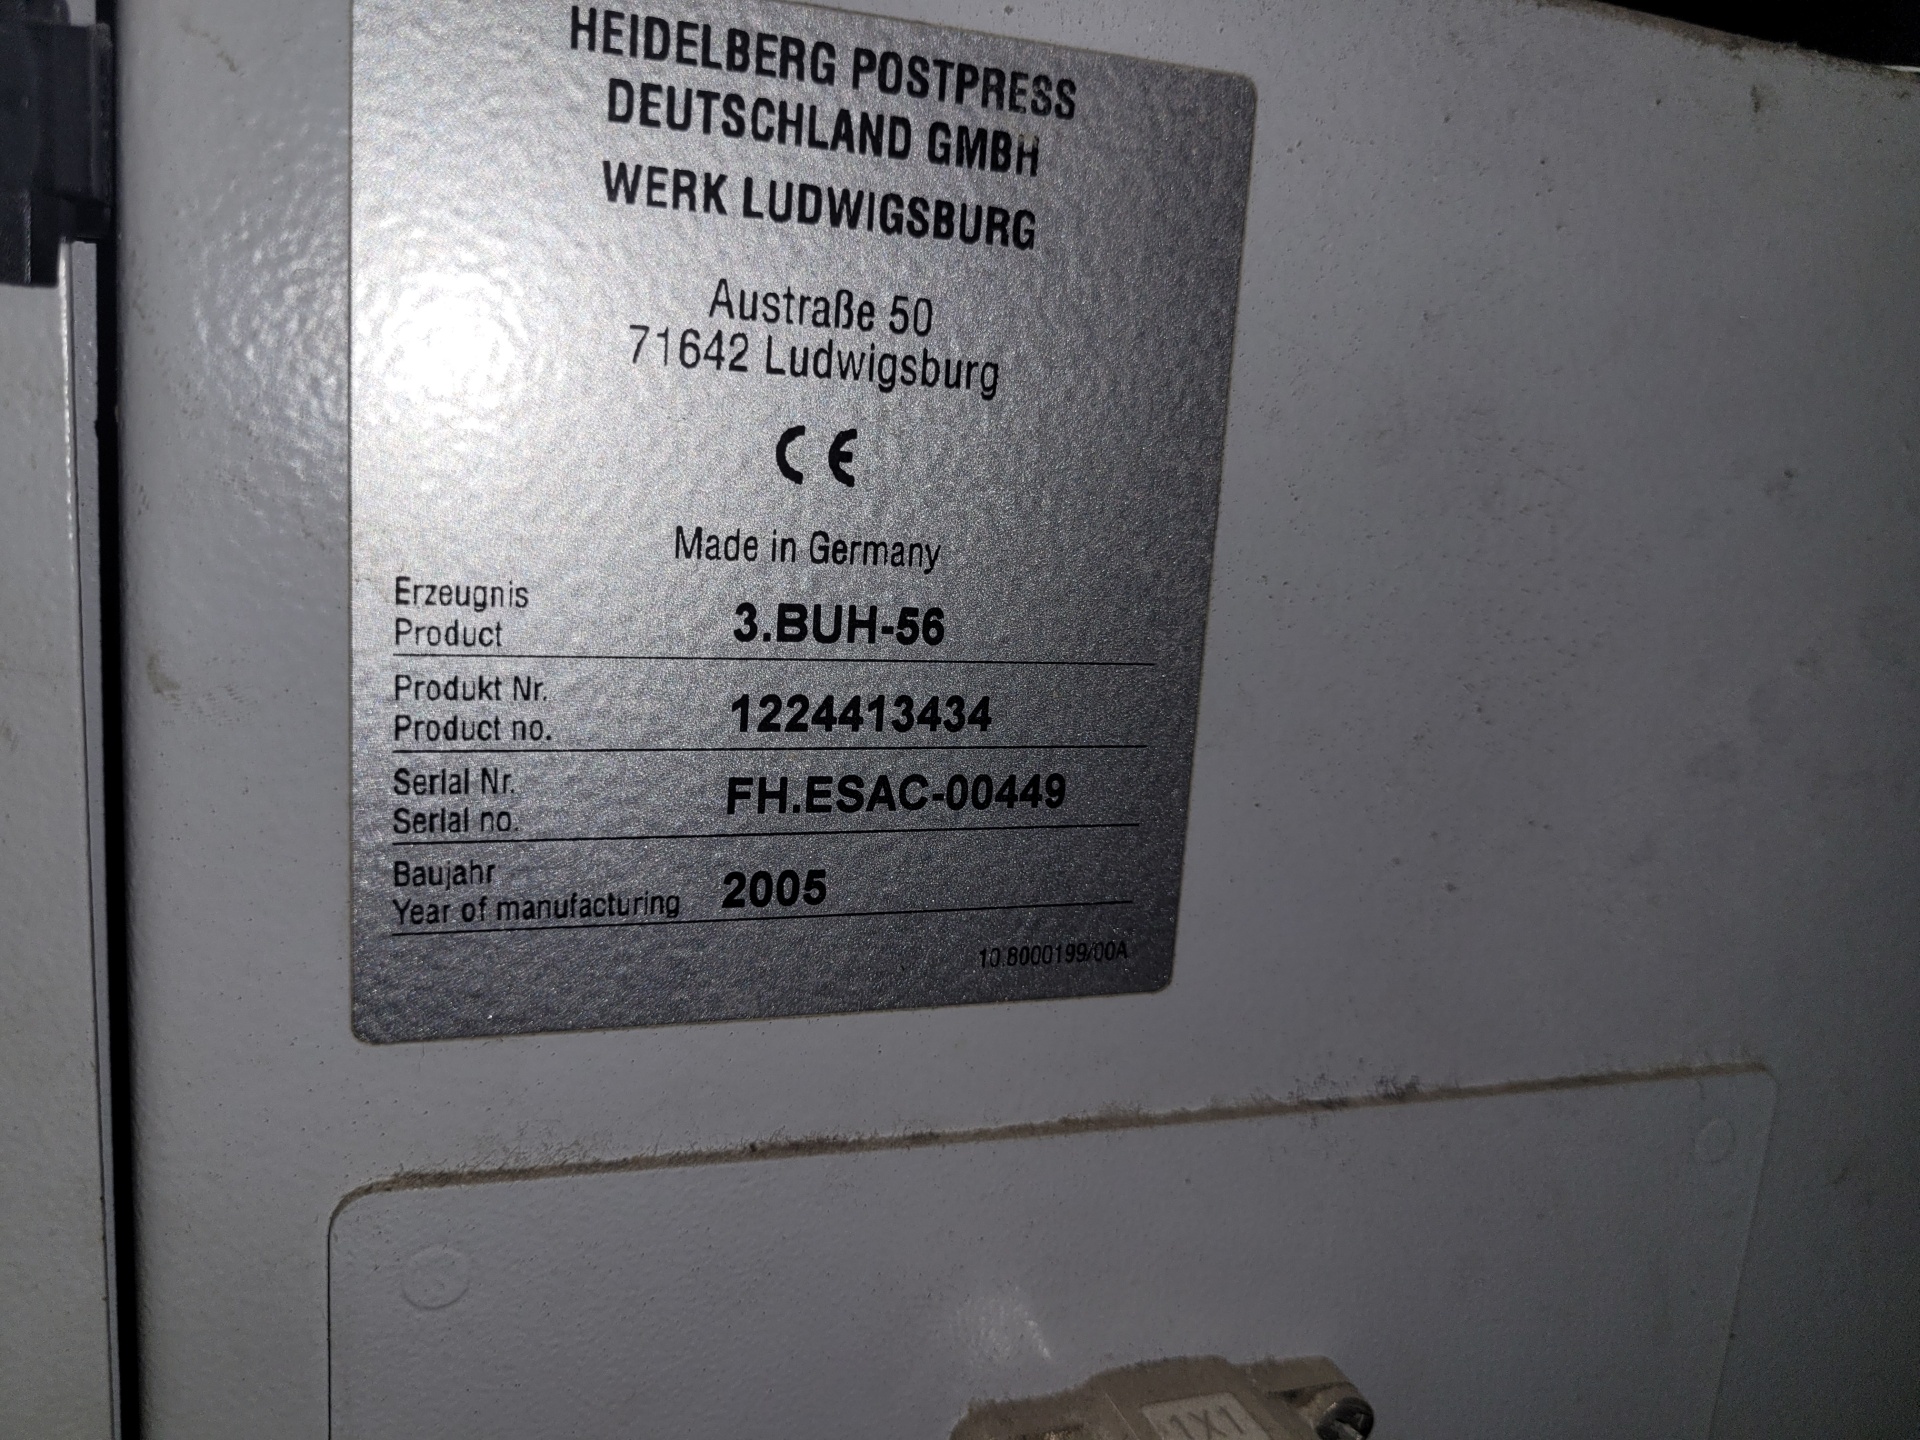 HEIDELBERG POSTPRESS
DEUTSCHLAND GMBH
WERK LUDWIGSBURG
Austraße 50
71642 Ludwigsburg
CE
Made in Germany
Erzeugnis
Product 3.BUH-56
Produkt Nr.
Product no. 1224413434
Serial Nr.
Serial no. FH.ESAC-00449
Baujahr
Year of manufacturing 2005
10.8000199/00A
1X1